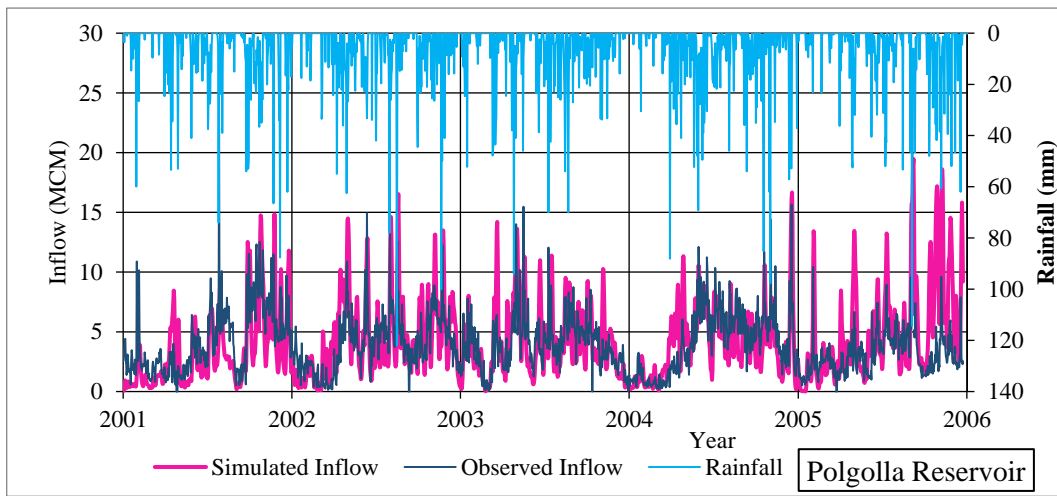 30
25
20
15
10
5
0
Inflow (MCM)
0
20
40
60
80
100
120
140
Rainfall (mm)
2001 2002 2003 2004 2005 2006
Year
Simulated Inflow Observed Inflow Rainfall
Polgolla Reservoir